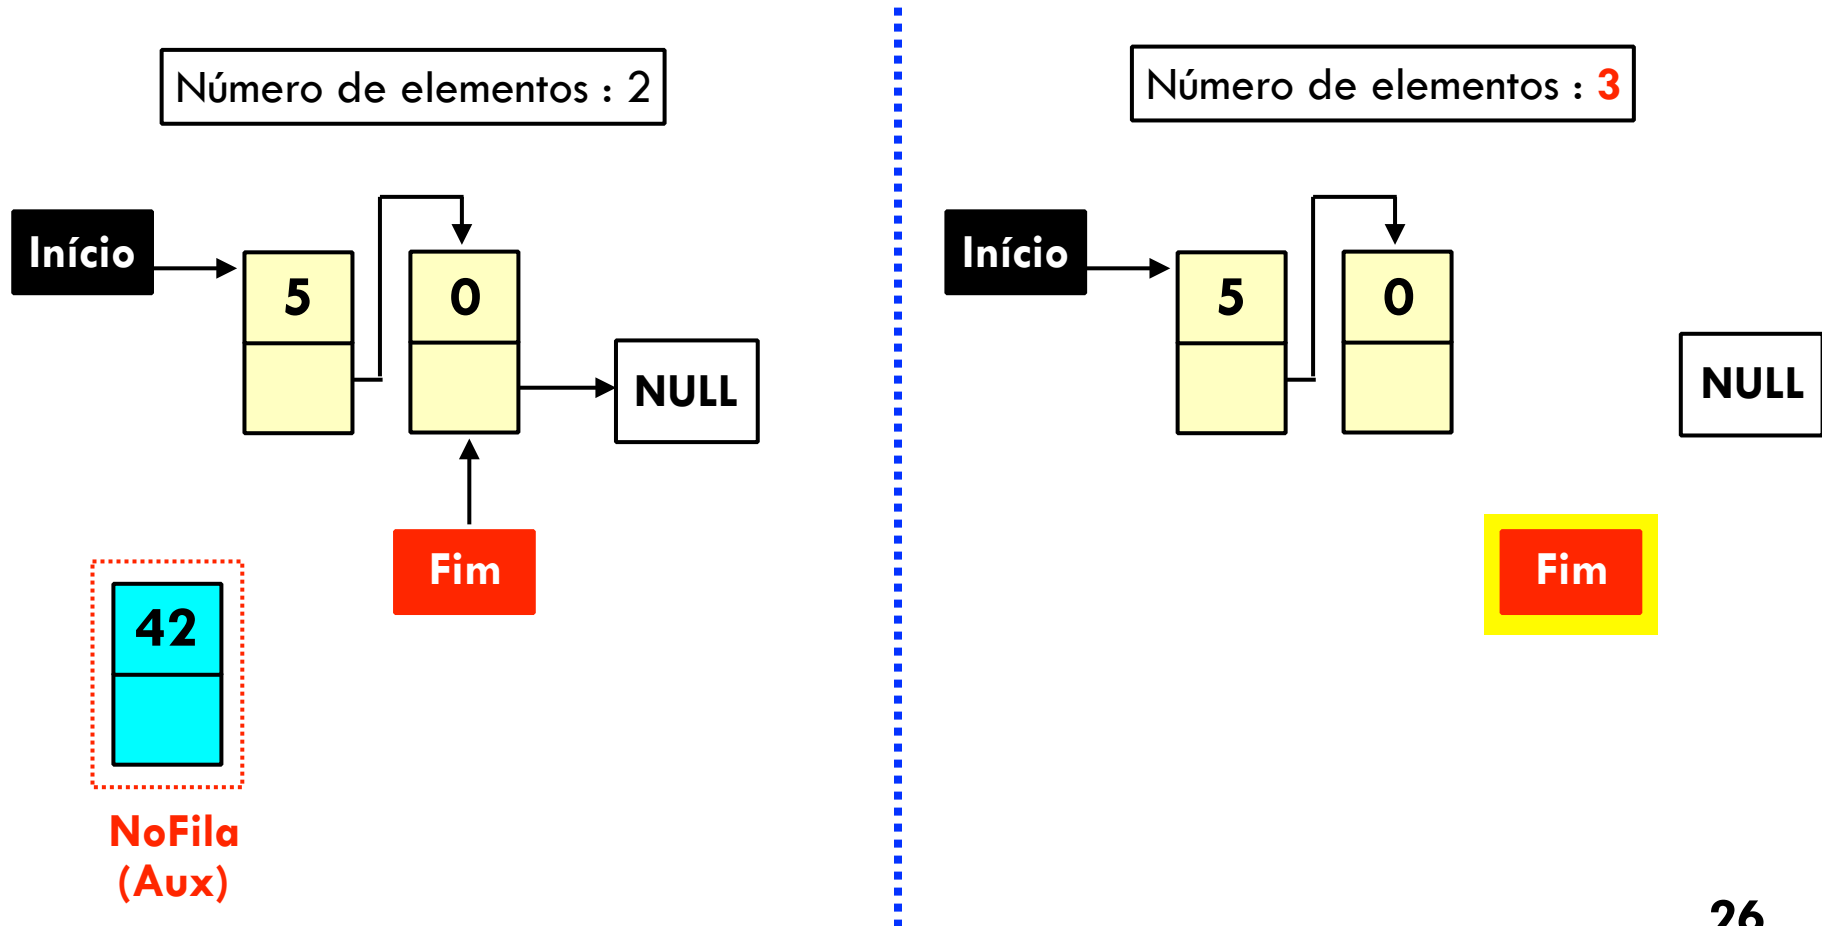 Número de elementos : 2
Início
5
0
NULL
Fim
42
NoFila
(Aux)
Número de elementos : 3
Início
5
0
NULL
Fim
26